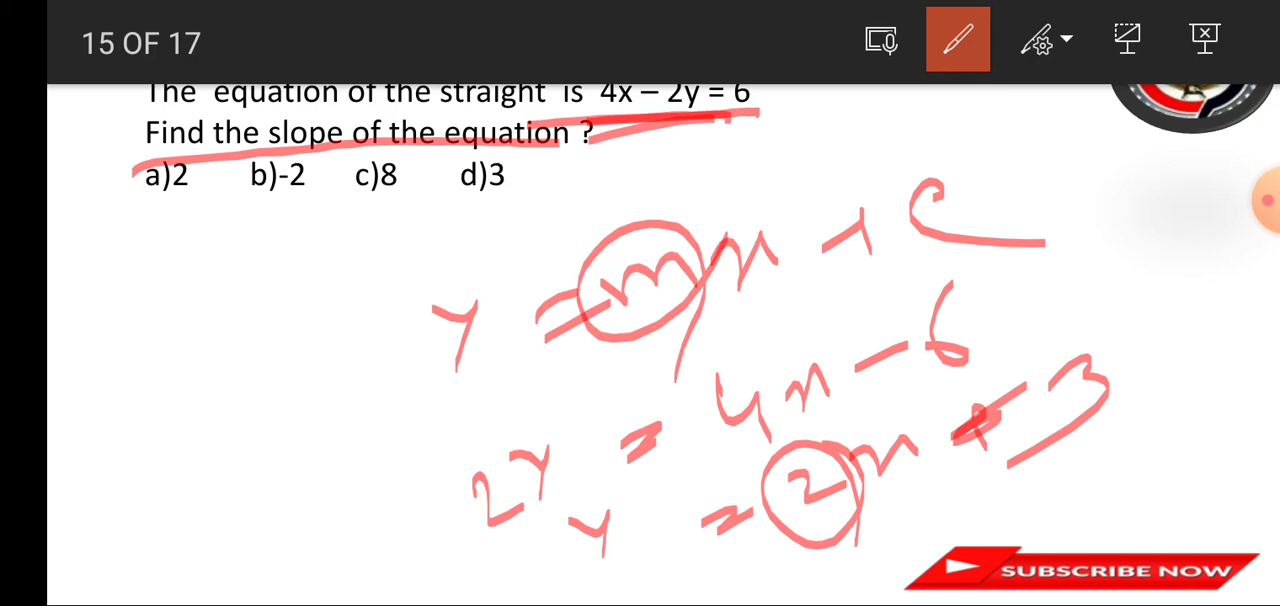 15 OF 17
The equation of the straight is 4x – 2y = 6
Find the slope of the equation ?
a)2 b)-2 c)8 d)3
y = mx + c
2y = 4x - 6
y = 2x - 3
SUBSCRIBE NOW